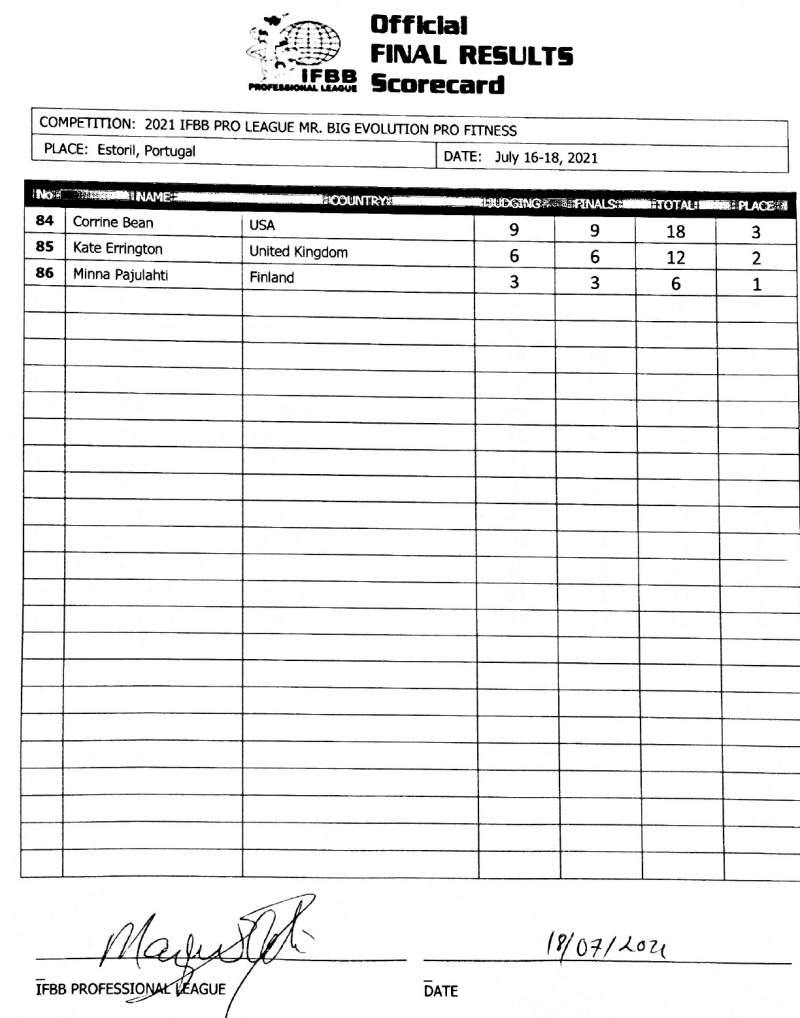 Official
FINAL RESULTS
Scorecard
IFBB
PROFESSIONAL LEAGUE
COMPETITION: 2021 IFBB PRO LEAGUE MR. BIG EVOLUTION PRO FITNESS
PLACE: Estoril, Portugal DATE: July 16-18, 2021
No NAME COUNTRY JUDGING FINALS TOTAL PLACE
84 Corrine Bean USA 9 9 18 3
85 Kate Errington United Kingdom 6 6 12 2
86 Minna Pajulahti Finland 3 3 6 1
18/07/2021
IFBB PROFESSIONAL LEAGUE DATE